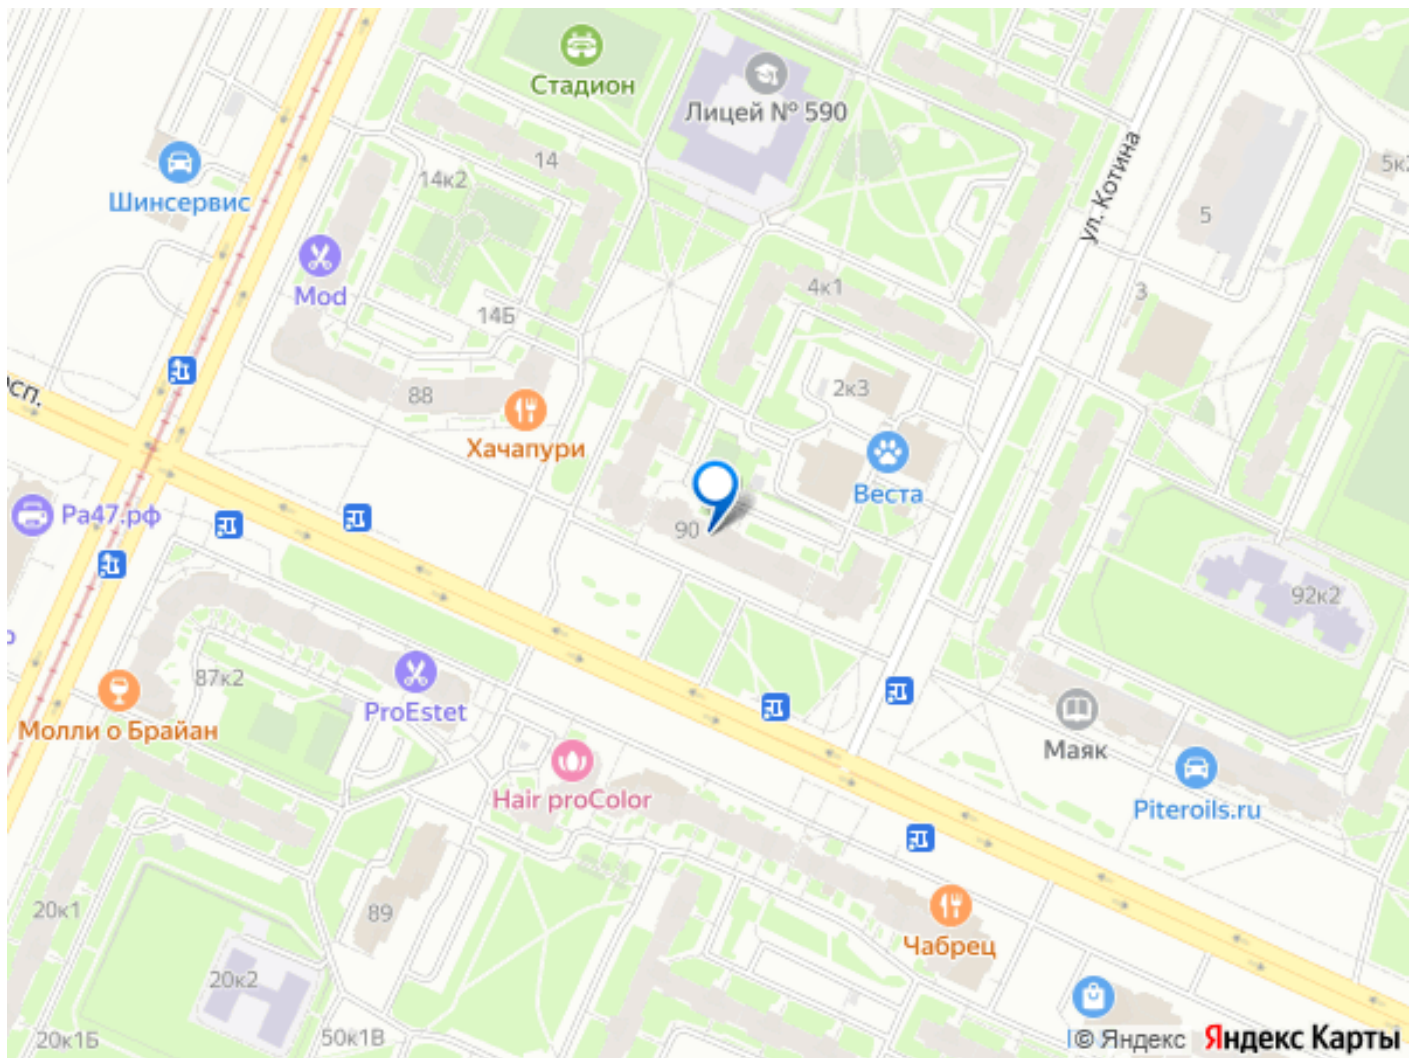 Стадион
Лицей № 590
ул. Котина
5
14
14к2
Шинсервис
Mod
4к1
3
14Б
2к3
88
Хачапури
Веста
Ра47.рф
90
92к2
87к2
ProEstet
Молли о Брайан
Маяк
Hair proColor
Piteroils.ru
20к1
89
Чабрец
20к2
50к1В
20к1Б
© Яндекс Яндекс Карты